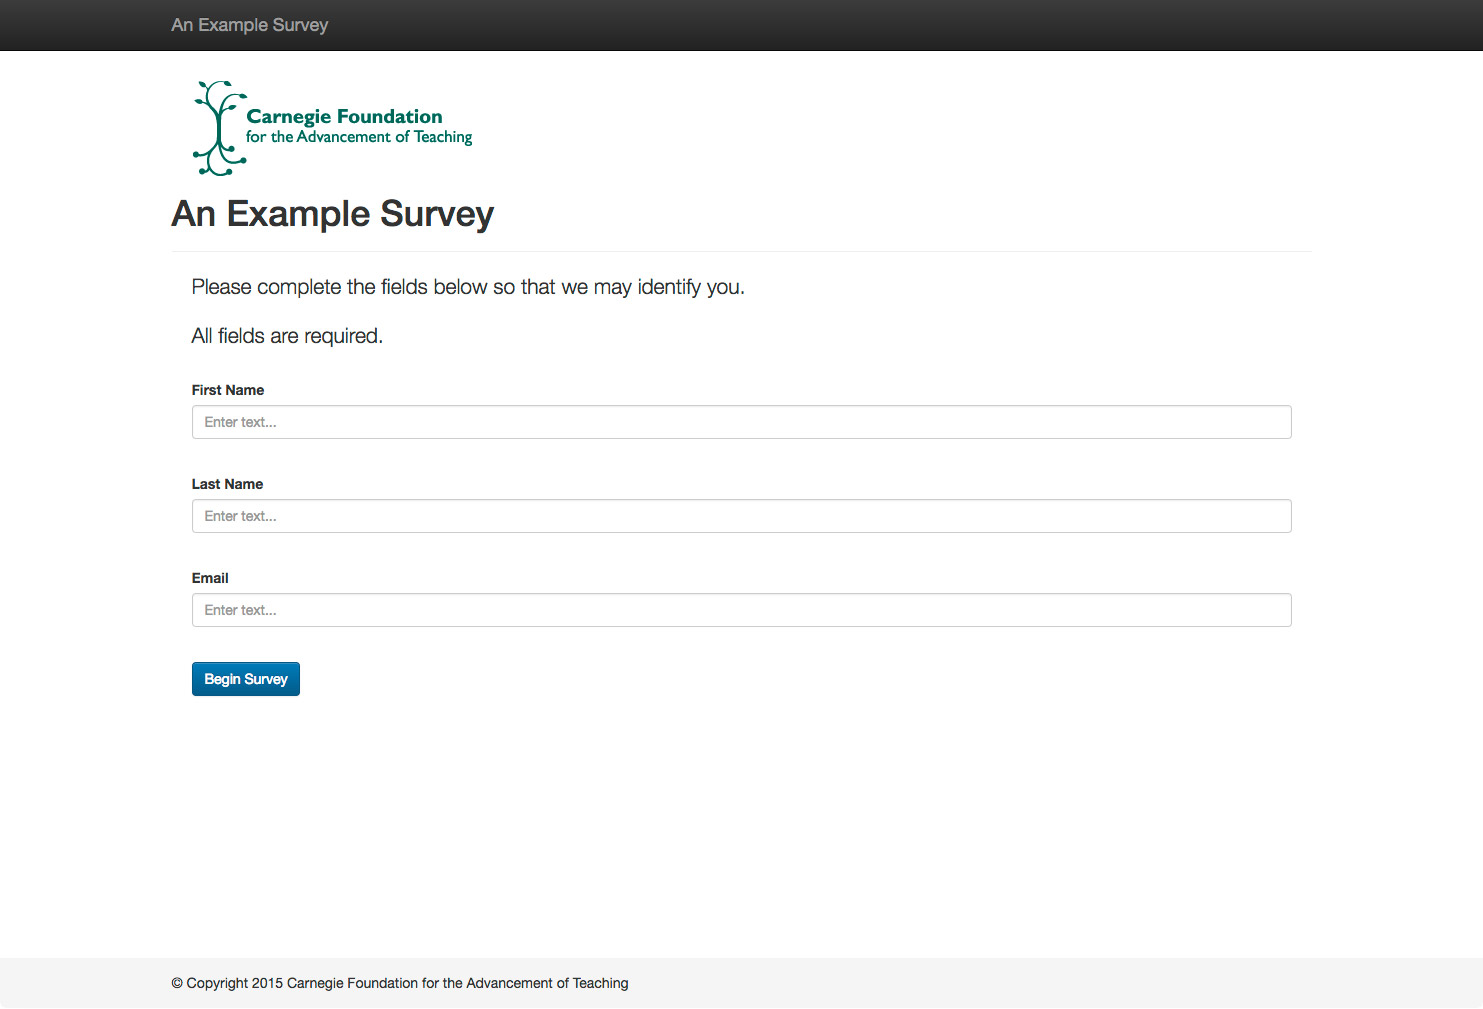 An Example Survey
Carnegie Foundation
for the Advancement of Teaching
An Example Survey
Please complete the fields below so that we may identify you.
All fields are required.
First Name
Enter text...
Last Name
Enter text...
Email
Enter text...
Begin Survey
© Copyright 2015 Carnegie Foundation for the Advancement of Teaching